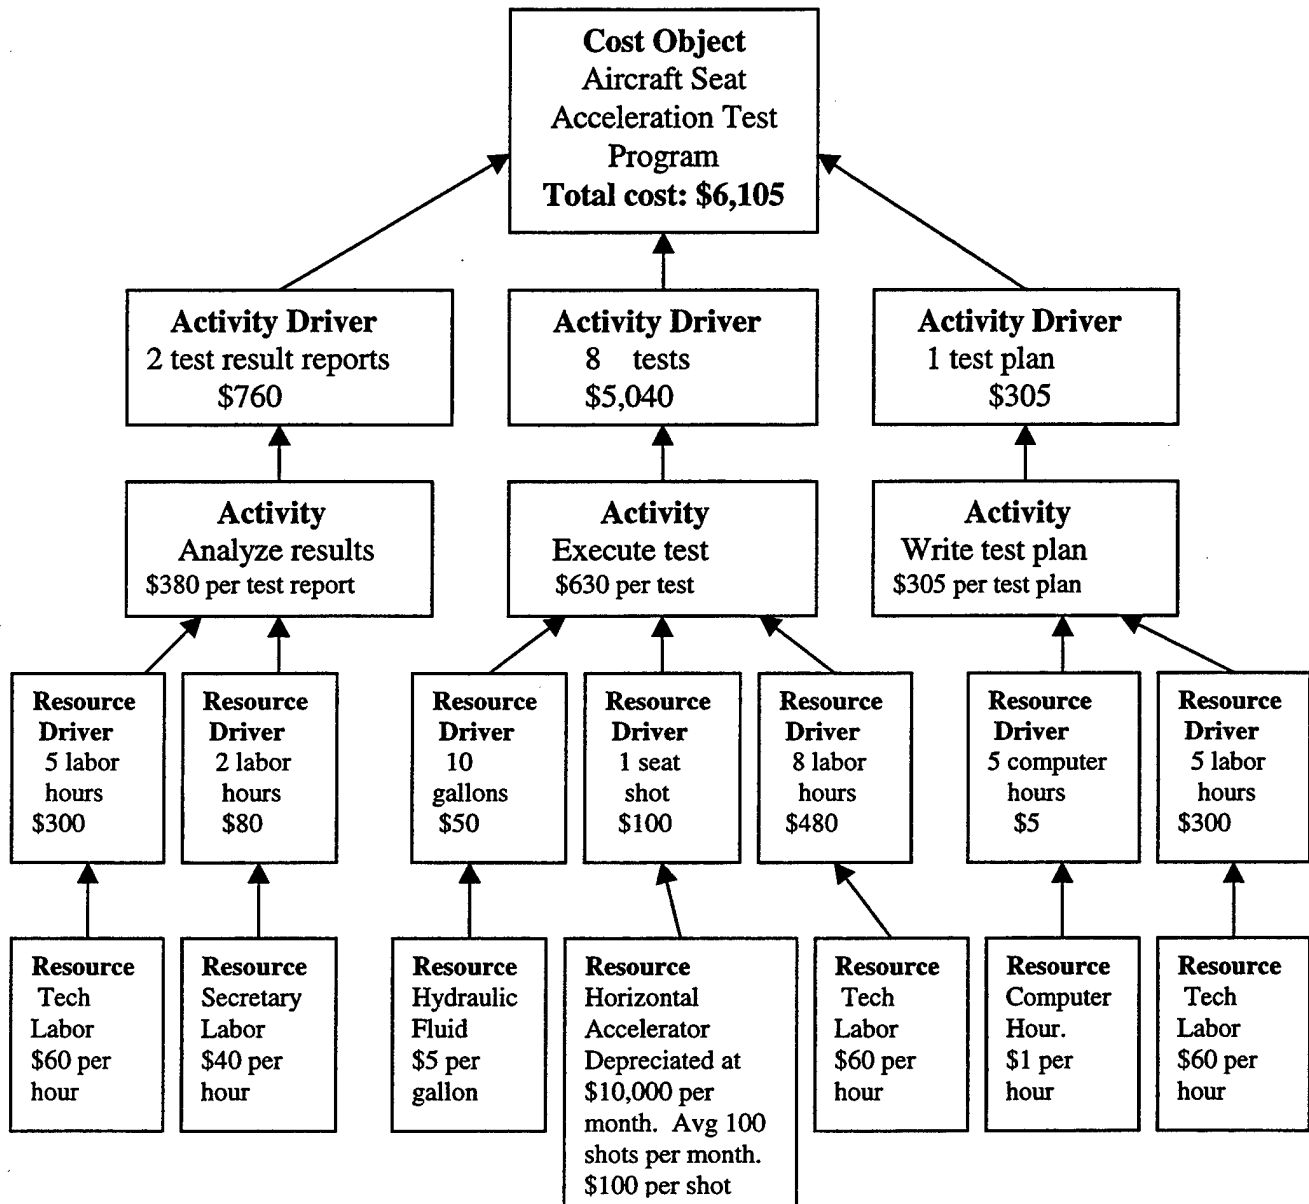 Cost Object
Aircraft Seat
Acceleration Test
Program
Total cost: $6,105
Activity Driver
2 test result reports
$760
Activity Driver
8 tests
$5,040
Activity Driver
1 test plan
$305
Activity
Analyze results
$380 per test report
Activity
Execute test
$630 per test
Activity
Write test plan
$305 per test plan
Resource
Driver
5 labor
hours
$300
Resource
Driver
2 labor
hours
$80
Resource
Driver
10
gallons
$50
Resource
Driver
1 seat
shot
$100
Resource
Driver
8 labor
hours
$480
Resource
Driver
5 computer
hours
$5
Resource
Driver
5 labor
hours
$300
Resource
Tech
Labor
$60 per
hour
Resource
Secretary
Labor
$40 per
hour
Resource
Hydraulic
Fluid
$5 per
gallon
Resource
Horizontal
Accelerator
Depreciated at
$10,000 per
month. Avg 100
shots per month.
$100 per shot
Resource
Tech
Labor
$60 per
hour
Resource
Computer
Hour.
$1 per
hour
Resource
Tech
Labor
$60 per
hour